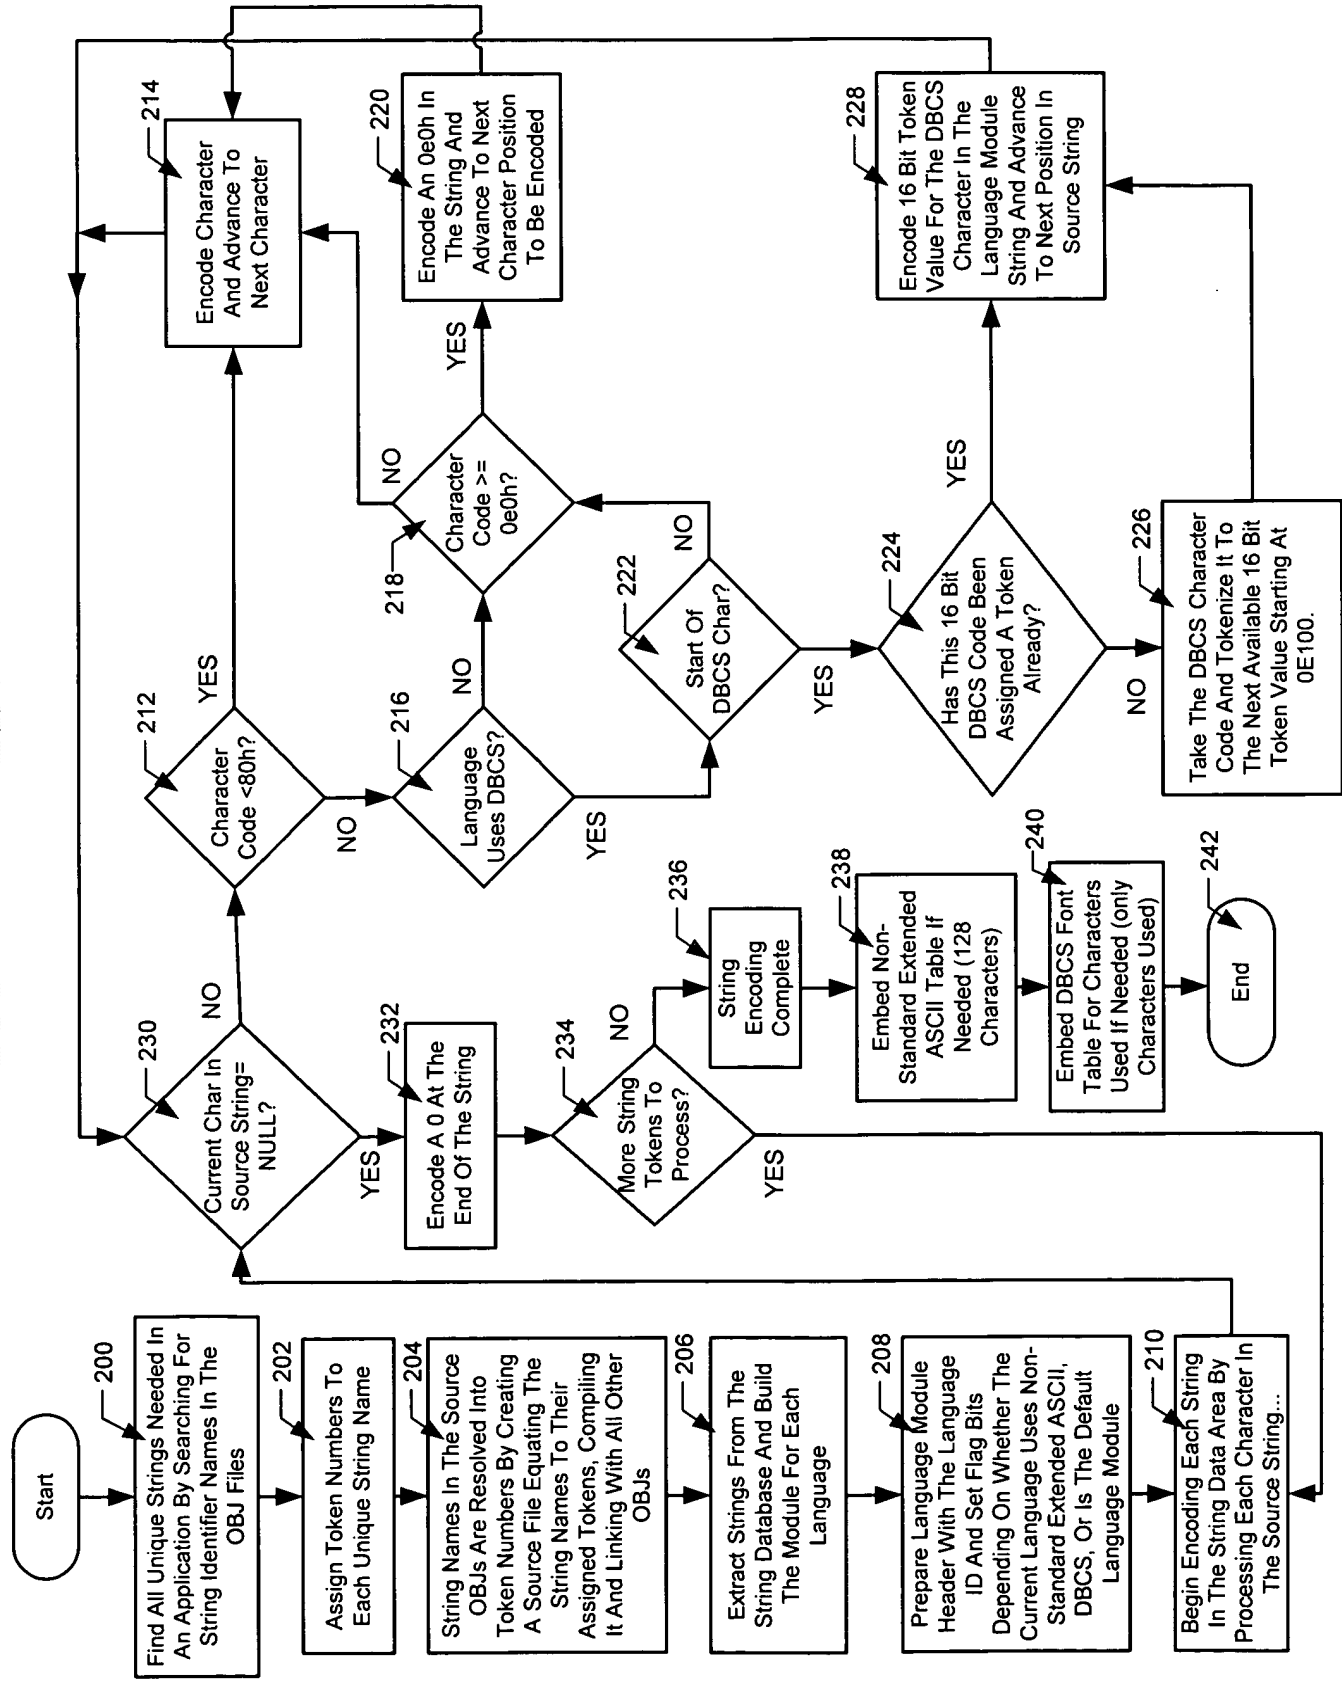 Start
200
Find All Unique Strings Needed In
An Application By Searching For
String Identifier Names In The
OBJ Files
202
Assign Token Numbers To
Each Unique String Name
204
String Names In The Source
OBJs Are Resolved Into
Token Numbers By Creating
A Source File Equating The
String Names To Their
Assigned Tokens, Compiling
It And Linking With All Other
OBJs
206
Extract Strings From The
String Database And Build
The Module For Each
Language
208
Prepare Language Module
Header With The Language
ID And Set Flag Bits
Depending On Whether The
Current Language Uses Non-
Standard Extended ASCII,
DBCS, Or Is The Default
Language Module
210
Begin Encoding Each String
In The String Data Area By
Processing Each Character In
The Source String...
230
Current Char In
Source String=
NULL?
NO
YES
232
Encode A 0 At The
End Of The String
234
More String
Tokens To
Process?
NO
YES
236
String
Encoding
Complete
238
Embed Non-
Standard Extended
ASCII Table If
Needed (128
Characters)
240
Embed DBCS Font
Table For Characters
Used If Needed (only
Characters Used)
242
End
212
Character
Code <80h?
YES
NO
216
Language
Uses DBCS?
NO
YES
222
Start Of
DBCS Char?
NO
YES
224
Has This 16 Bit
DBCS Code Been
Assigned A Token
Already?
YES
NO
226
Take The DBCS Character
Code And Tokenize It To
The Next Available 16 Bit
Token Value Starting At
0E100.
214
Encode Character
And Advance To
Next Character
218
Character
Code >=
0e0h?
NO
YES
220
Encode An 0e0h In
The String And
Advance To Next
Character Position
To Be Encoded
228
Encode 16 Bit Token
Value For The DBCS
Character In The
Language Module
String And Advance
To Next Position In
Source String